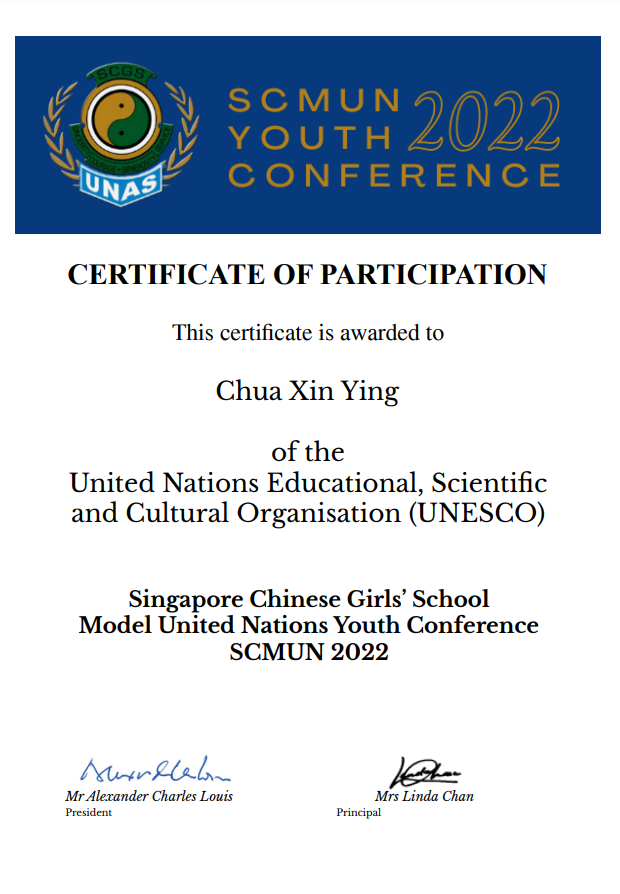 SCGS
UNAS
SCMUN 2022
YOUTH
CONFERENCE
CERTIFICATE OF PARTICIPATION
This certificate is awarded to
Chua Xin Ying
of the
United Nations Educational, Scientific
and Cultural Organisation (UNESCO)
Singapore Chinese Girls’ School
Model United Nations Youth Conference
SCMUN 2022
Mr Alexander Charles Louis
President
Mrs Linda Chan
Principal